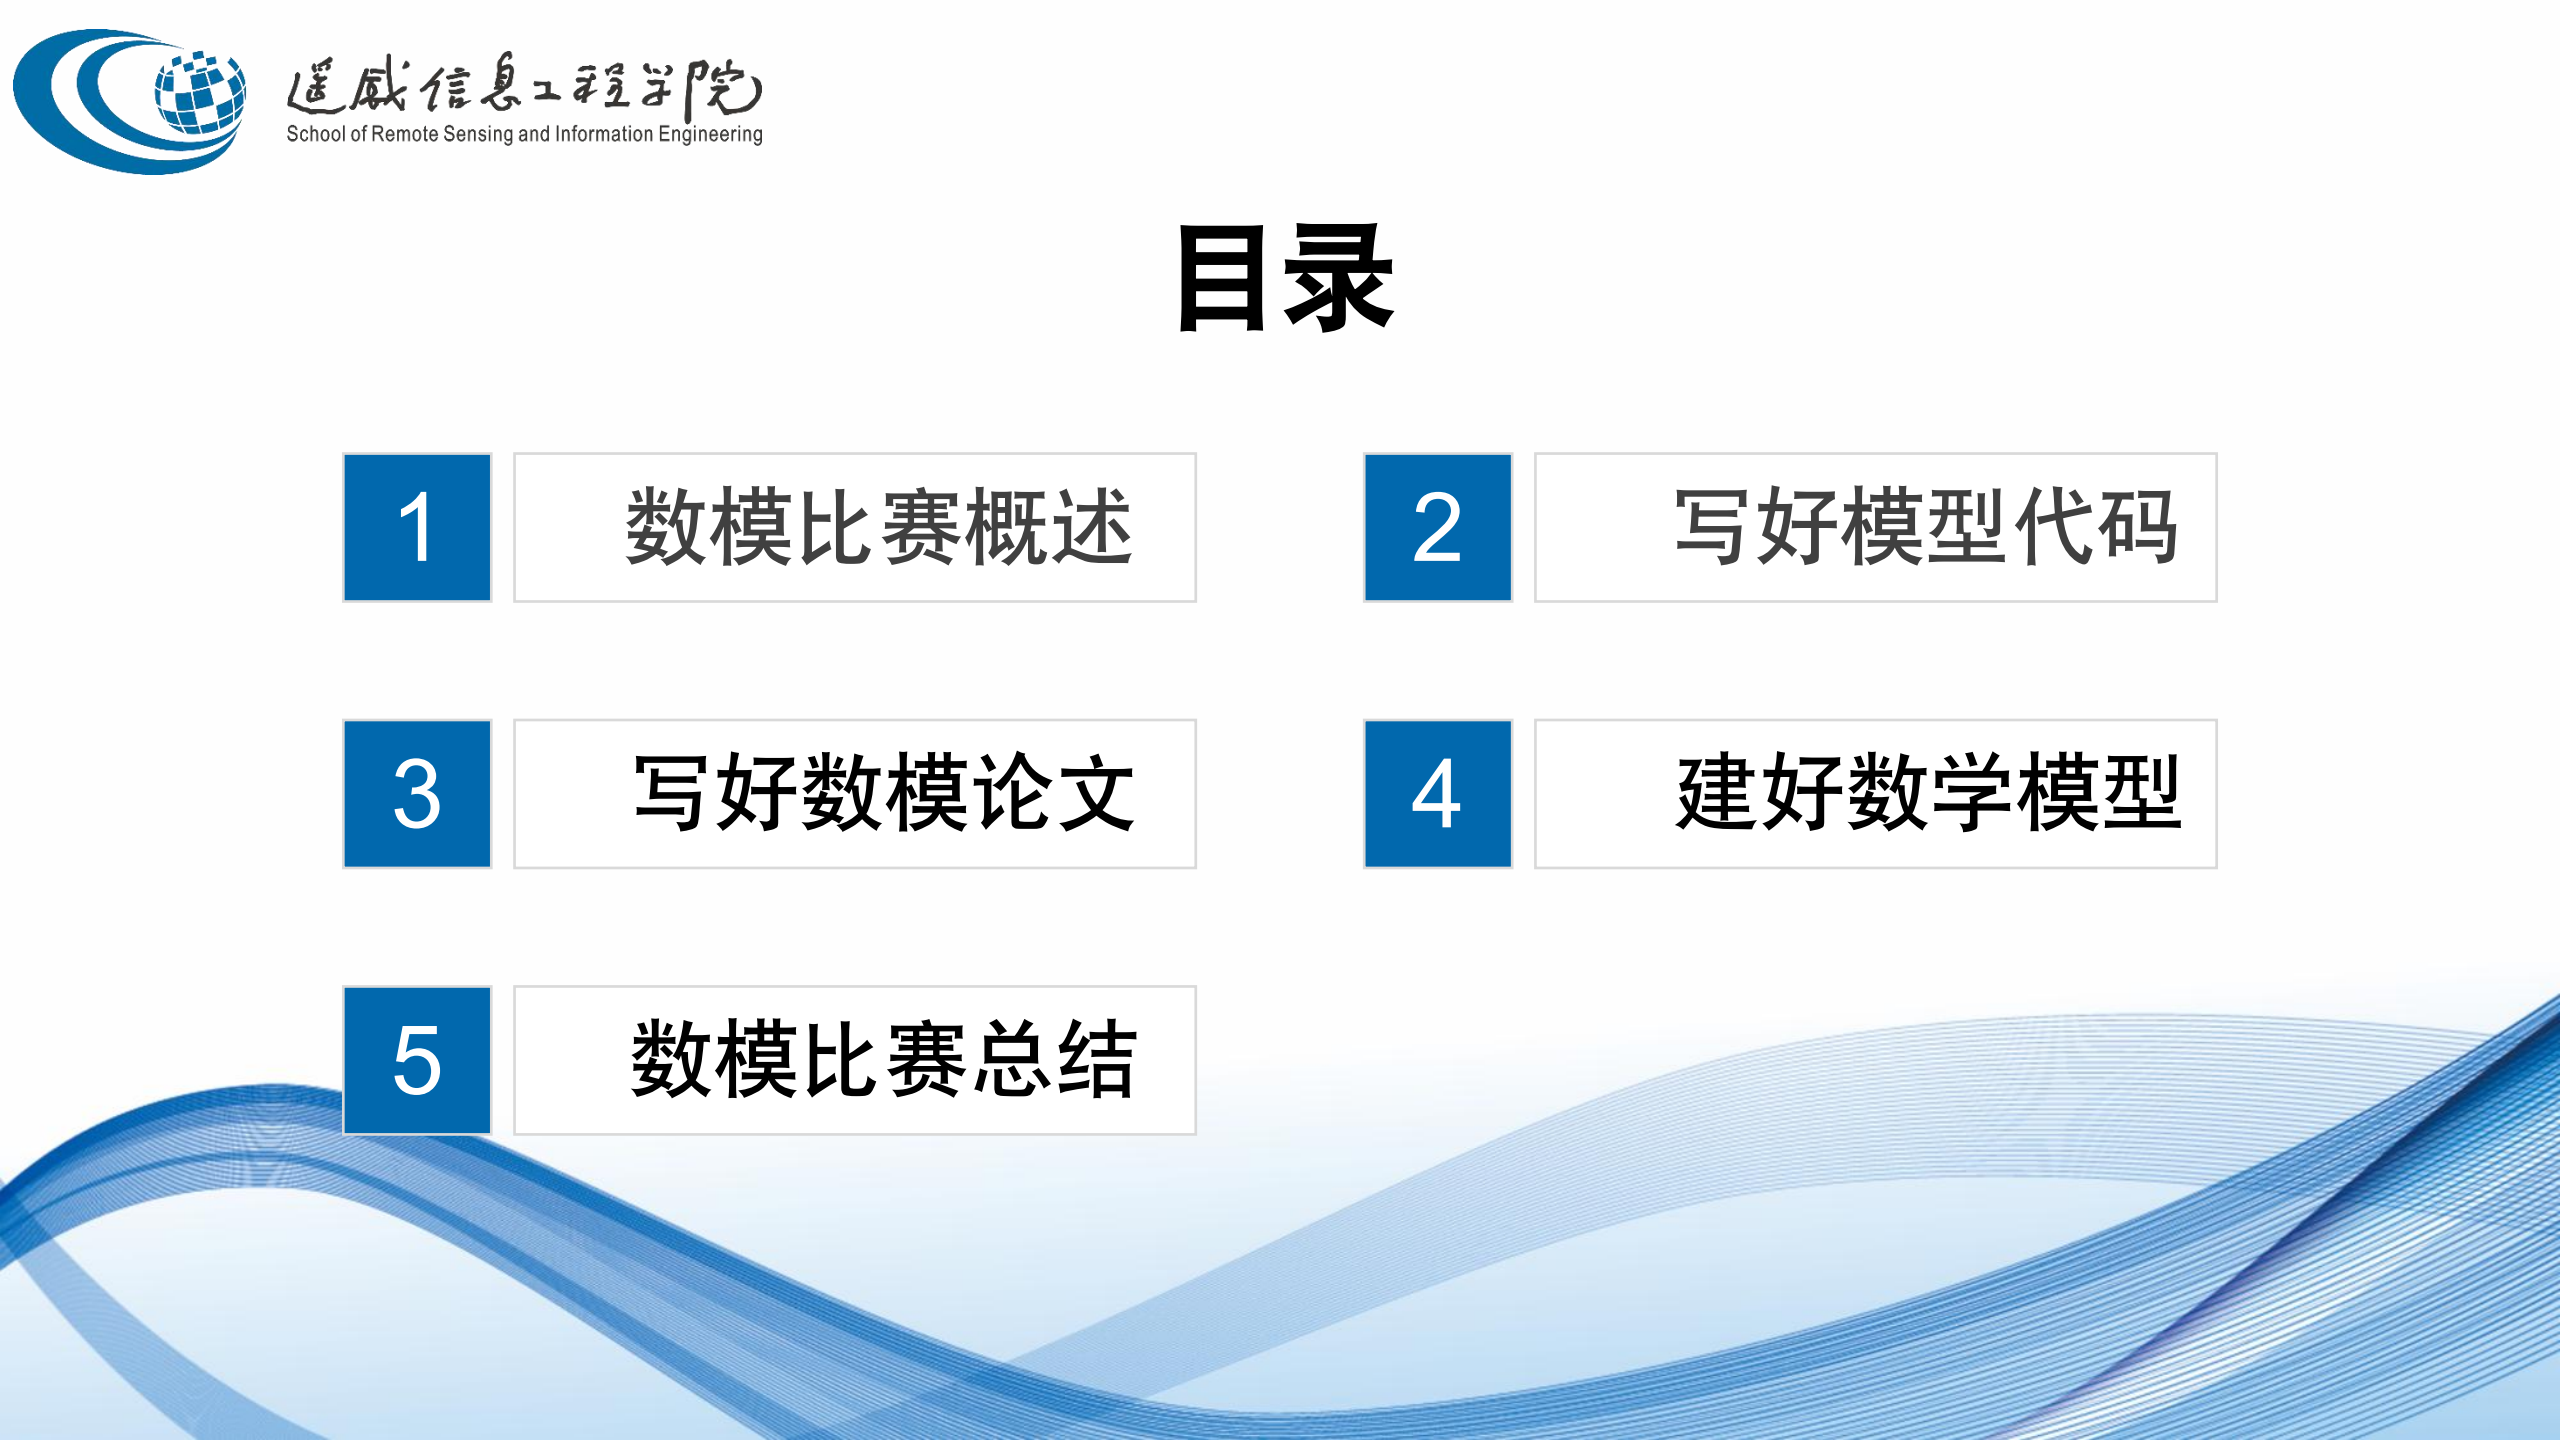 遥感信息工程学院
School of Remote Sensing and Information Engineering
目录
1 数模比赛概述
2 写好模型代码
3 写好数模论文
4 建好数学模型
5 数模比赛总结